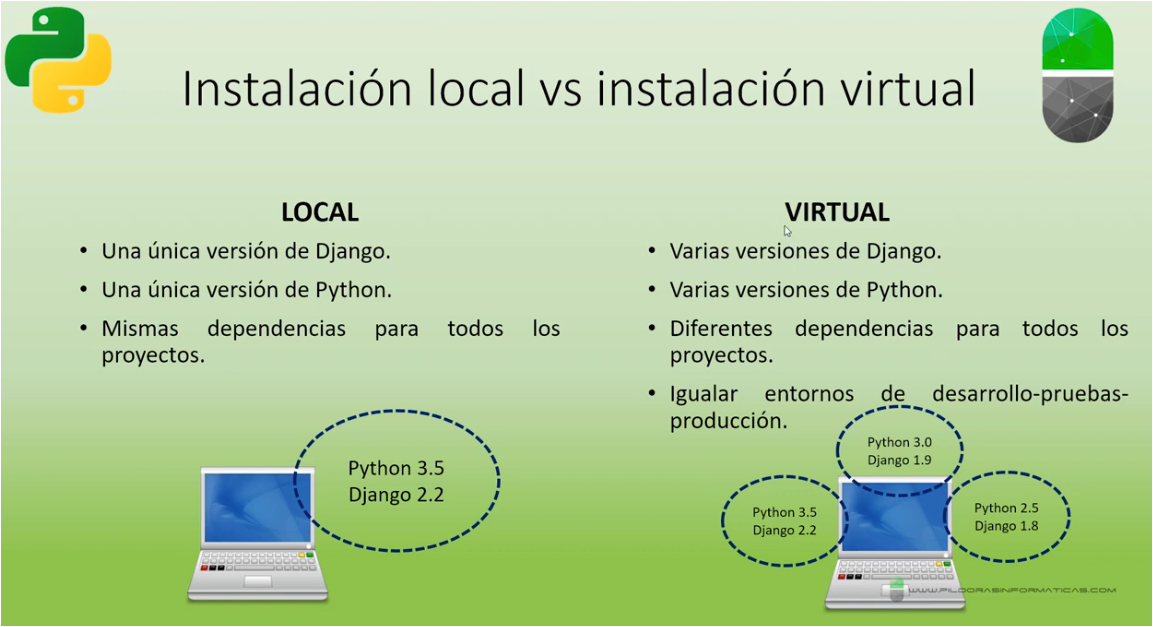 Instalación local vs instalación virtual
LOCAL
• Una única versión de Django.
• Una única versión de Python.
• Mismas dependencias para todos los
proyectos.
Python 3.5
Django 2.2
VIRTUAL
• Varias versiones de Django.
• Varias versiones de Python.
• Diferentes dependencias para todos los
proyectos.
• Igualar entornos de desarrollo-pruebas-
producción.
Python 3.0
Django 1.9
Python 3.5
Django 2.2
Python 2.5
Django 1.8
WWW.PILDORASINFORMATICAS.COM